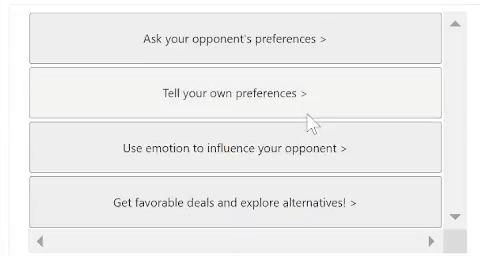 Ask your opponent's preferences >
Tell your own preferences >
Use emotion to influence your opponent >
Get favorable deals and explore alternatives! >